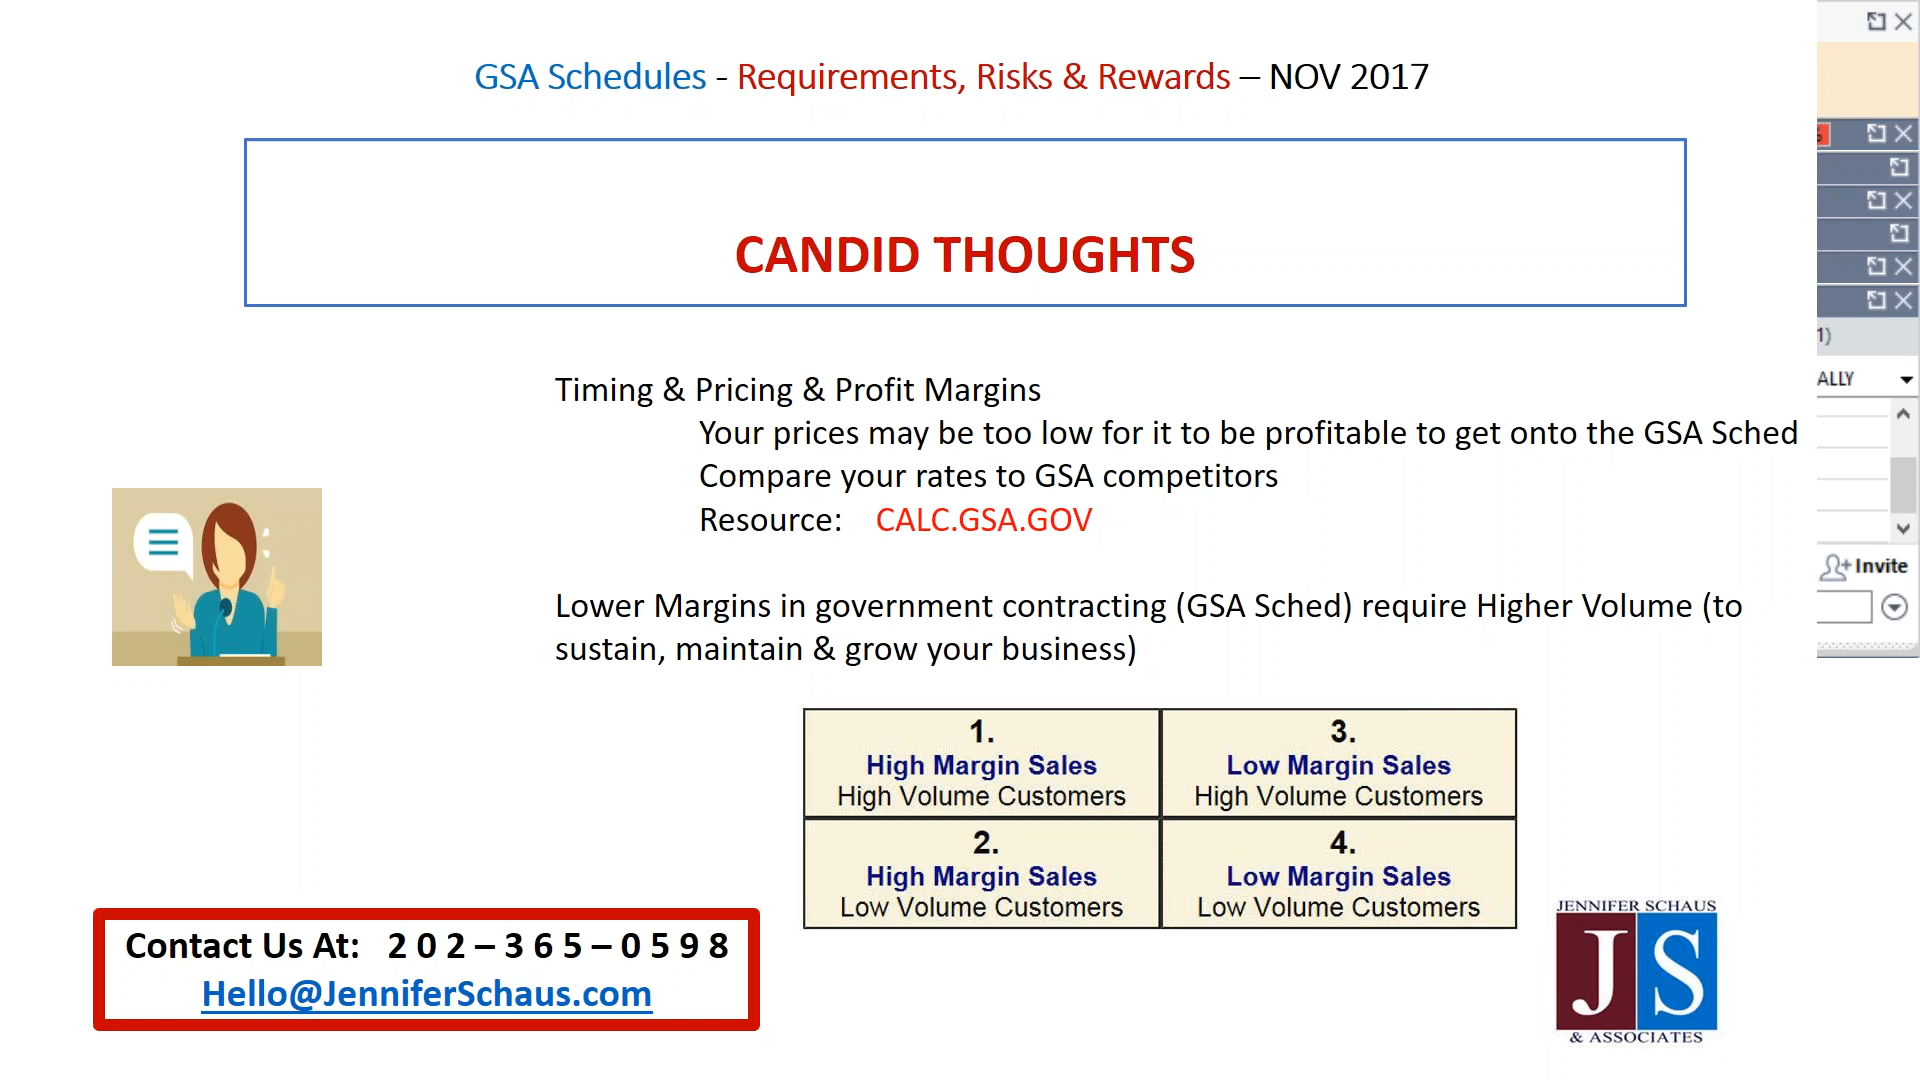 GSA Schedules - Requirements, Risks & Rewards – NOV 2017
CANDID THOUGHTS
Timing & Pricing & Profit Margins
Your prices may be too low for it to be profitable to get onto the GSA Sched
Compare your rates to GSA competitors
Resource: CALC.GSA.GOV
Lower Margins in government contracting (GSA Sched) require Higher Volume (to
sustain, maintain & grow your business)
1.
High Margin Sales
High Volume Customers
3.
Low Margin Sales
High Volume Customers
2.
High Margin Sales
Low Volume Customers
4.
Low Margin Sales
Low Volume Customers
Contact Us At: 2 0 2 – 3 6 5 – 0 5 9 8
Hello@JenniferSchaus.com
JENNIFER SCHAUS
JS
& ASSOCIATES
1)
ALLY
Invite